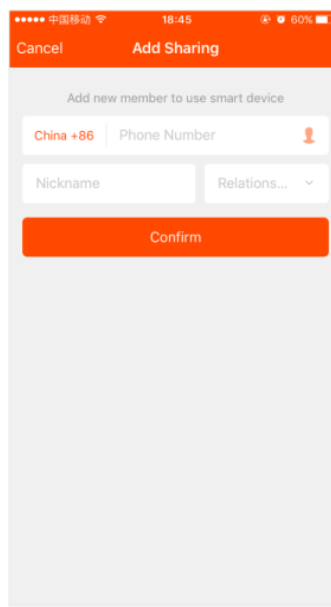 中国移动 18:45 60%
Cancel Add Sharing
Add new member to use smart device
China +86 Phone Number
Nickname Relations...
Confirm